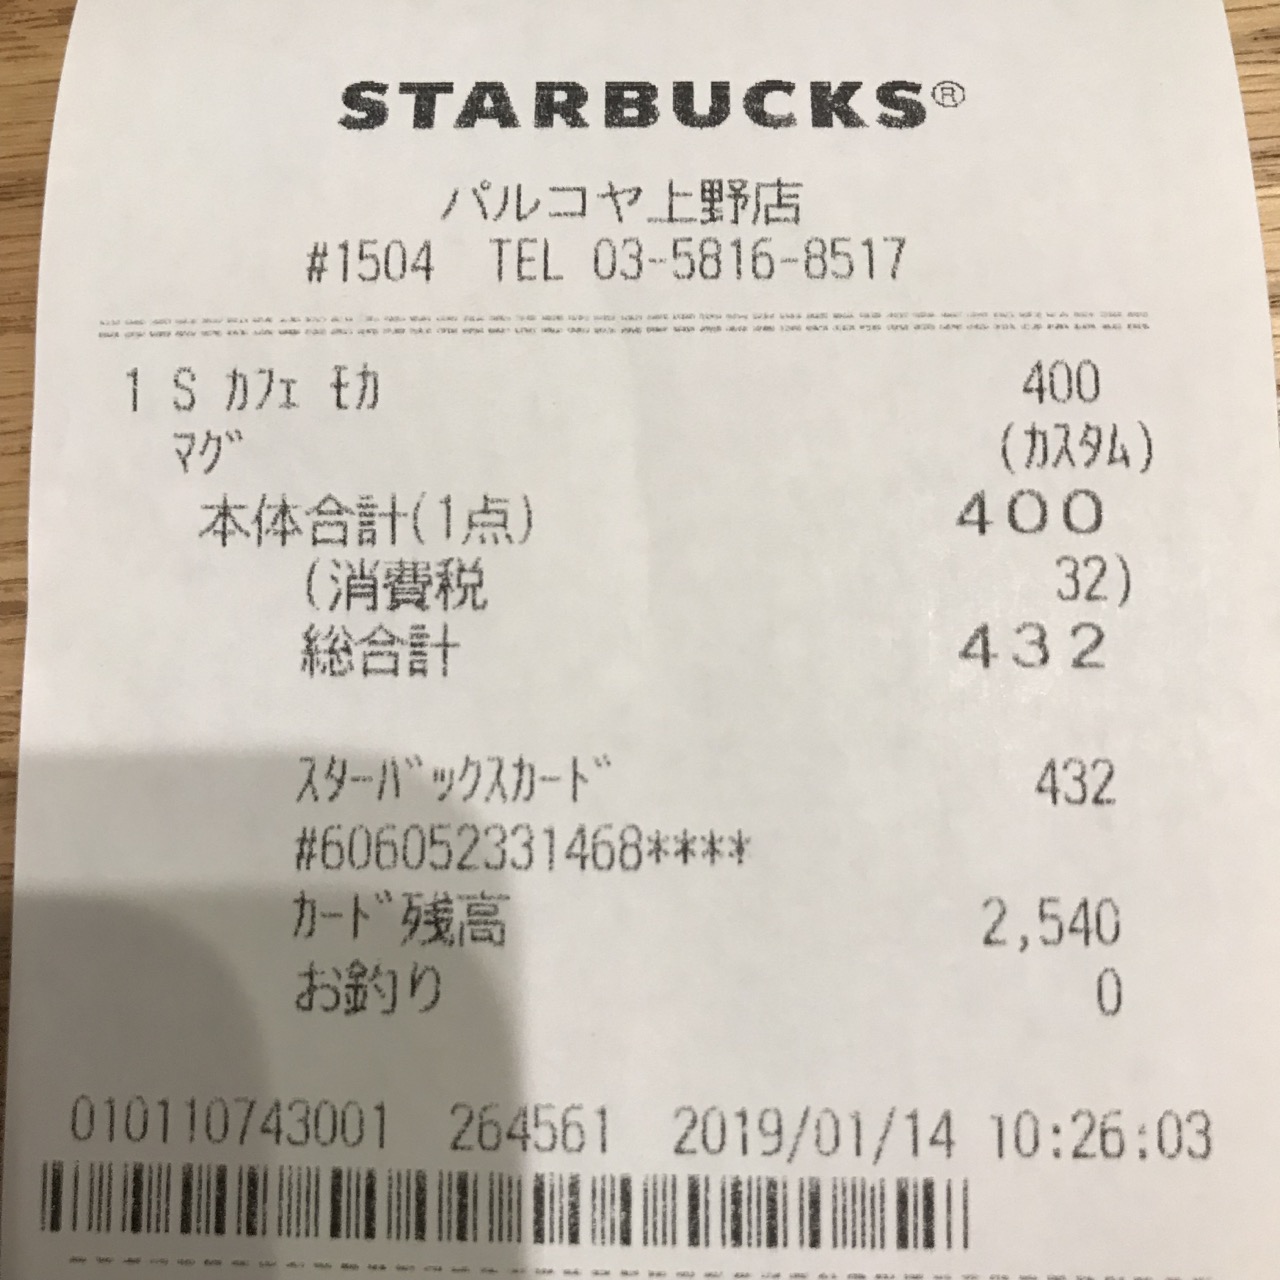 STARBUCKS®
パルコヤ上野店
#1504 TEL 03-5816-8517
1 S ｶﾌｪ ﾓｶ 400
ﾏｸﾞ (ｶｽﾀﾑ)
本体合計(1点) 400
(消費税 32)
総合計 432
ｽﾀｰﾊﾞｯｸｽｶｰﾄﾞ 432
#606052331468****
ｶｰﾄﾞ残高 2,540
お釣り 0
010110743001 264561 2019/01/14 10:26:03